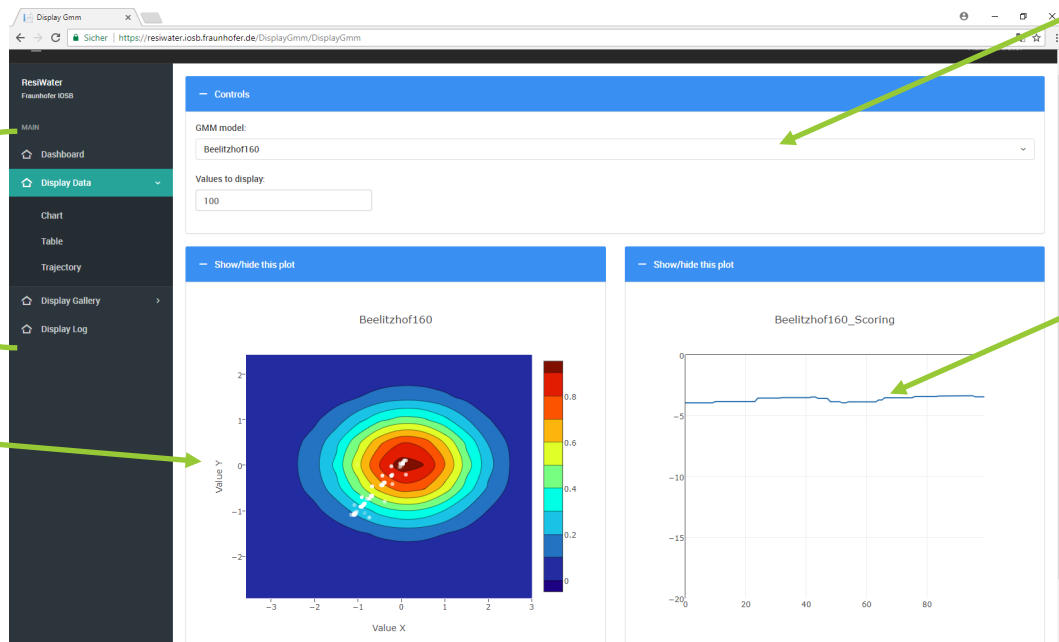 Display Gmm
Sicher | https://resiwater.iosb.fraunhofer.de/DisplayGmm/DisplayGmm
ResiWater
Fraunhofer IOSB
MAIN
Dashboard
Display Data
Chart
Table
Trajectory
Display Gallery
Display Log
Controls
GMM model:
Beelitzhof160
Values to display:
100
Show/hide this plot
Beelitzhof160
2
1
0
−1
−2
Value Y
−3
−2
−1
0
1
2
3
Value X
0.8
0.6
0.4
0.2
0
Show/hide this plot
Beelitzhof160_Scoring
0
−5
−10
−15
−20
0
20
40
60
80